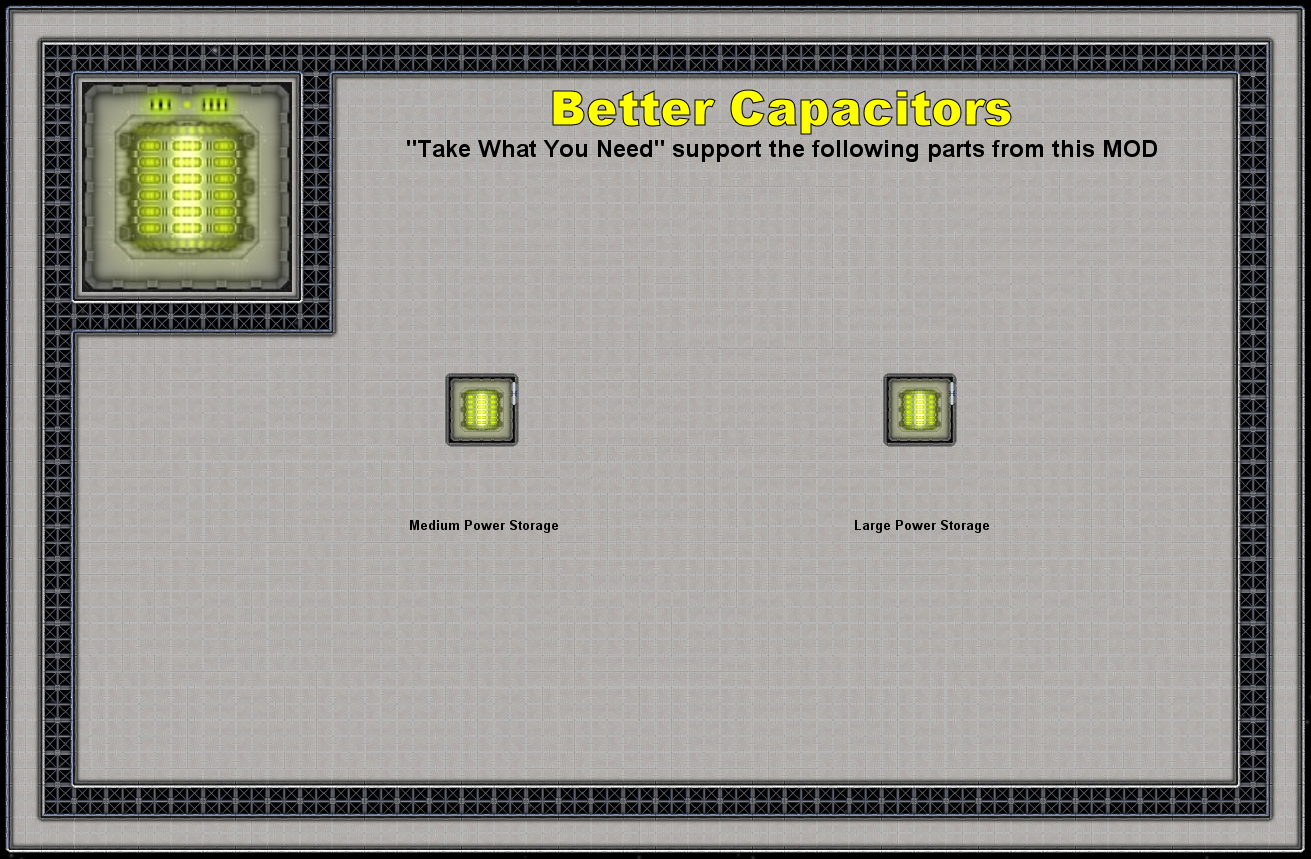 Better Capacitors
"Take What You Need" support the following parts from this MOD
Medium Power Storage
Large Power Storage